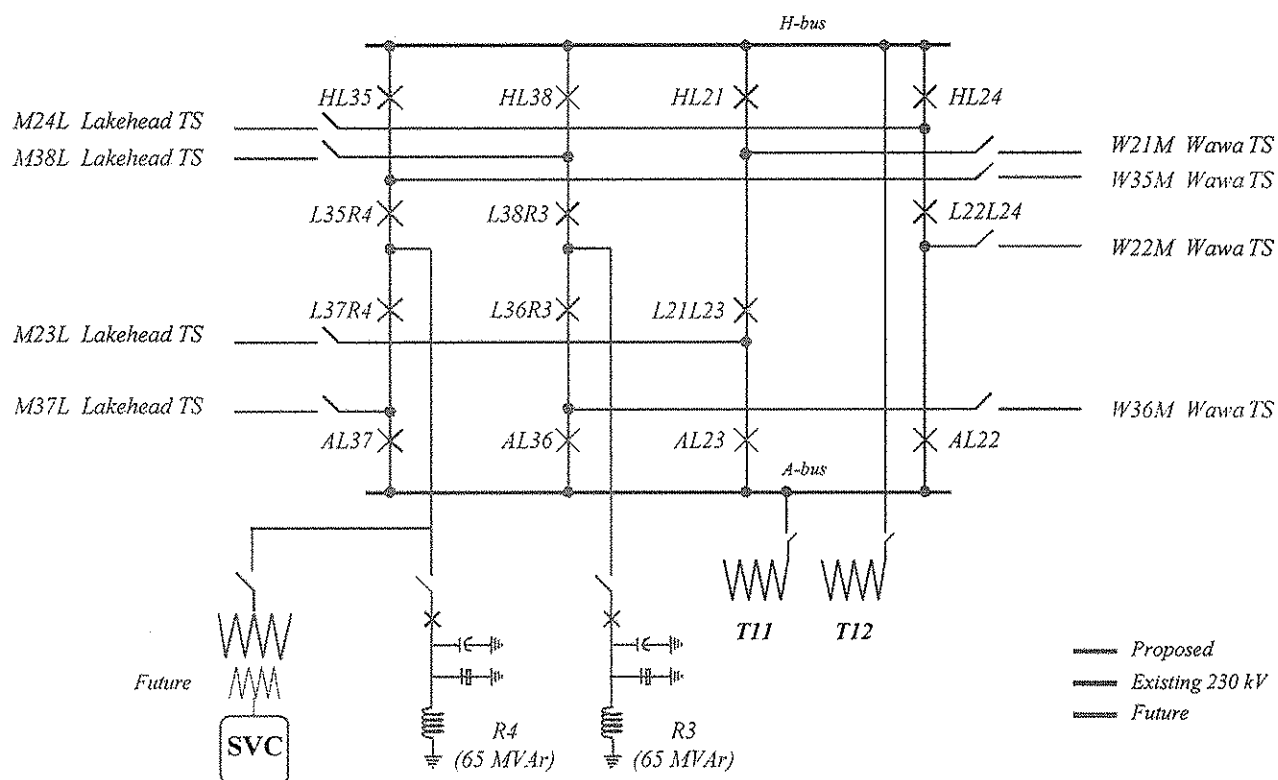 H-bus
HL35
HL38
HL21
HL24
M24L Lakehead TS
M38L Lakehead TS
W21M Wawa TS
W35M Wawa TS
L35R4
L38R3
L22L24
W22M Wawa TS
L37R4
L36R3
L21L23
M23L Lakehead TS
M37L Lakehead TS
W36M Wawa TS
AL37
AL36
AL23
AL22
A-bus
T11
T12
Future
SVC
R4
(65 MVAr)
R3
(65 MVAr)
Proposed
Existing 230 kV
Future